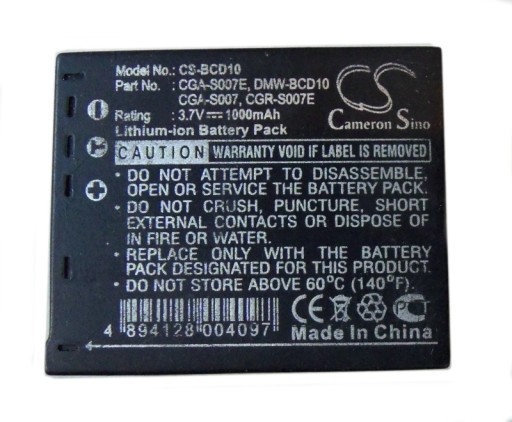 Model No.: CS-BCD10
Part No.: CGA-S007E, DMW-BCD10
CGA-S007, CGR-S007E
Rating: 3.7V⎓1000mAh
Lithium-ion Battery Pack
CS
Cameron Sino
CAUTION WARRANTY VOID IF LABEL IS REMOVED
• DO NOT ATTEMPT TO DISASSEMBLE,
OPEN OR SERVICE THE BATTERY PACK.
• DO NOT CRUSH, PUNCTURE, SHORT
EXTERNAL CONTACTS OR DISPOSE OF
IN FIRE OR WATER.
• REPLACE ONLY WITH THE BATTERY
PACK DESIGNATED FOR YOUR EQUIPMENT.
• DO NOT STORE ABOVE 60°C (140°F)
4 894128 004097
CE
Made In China